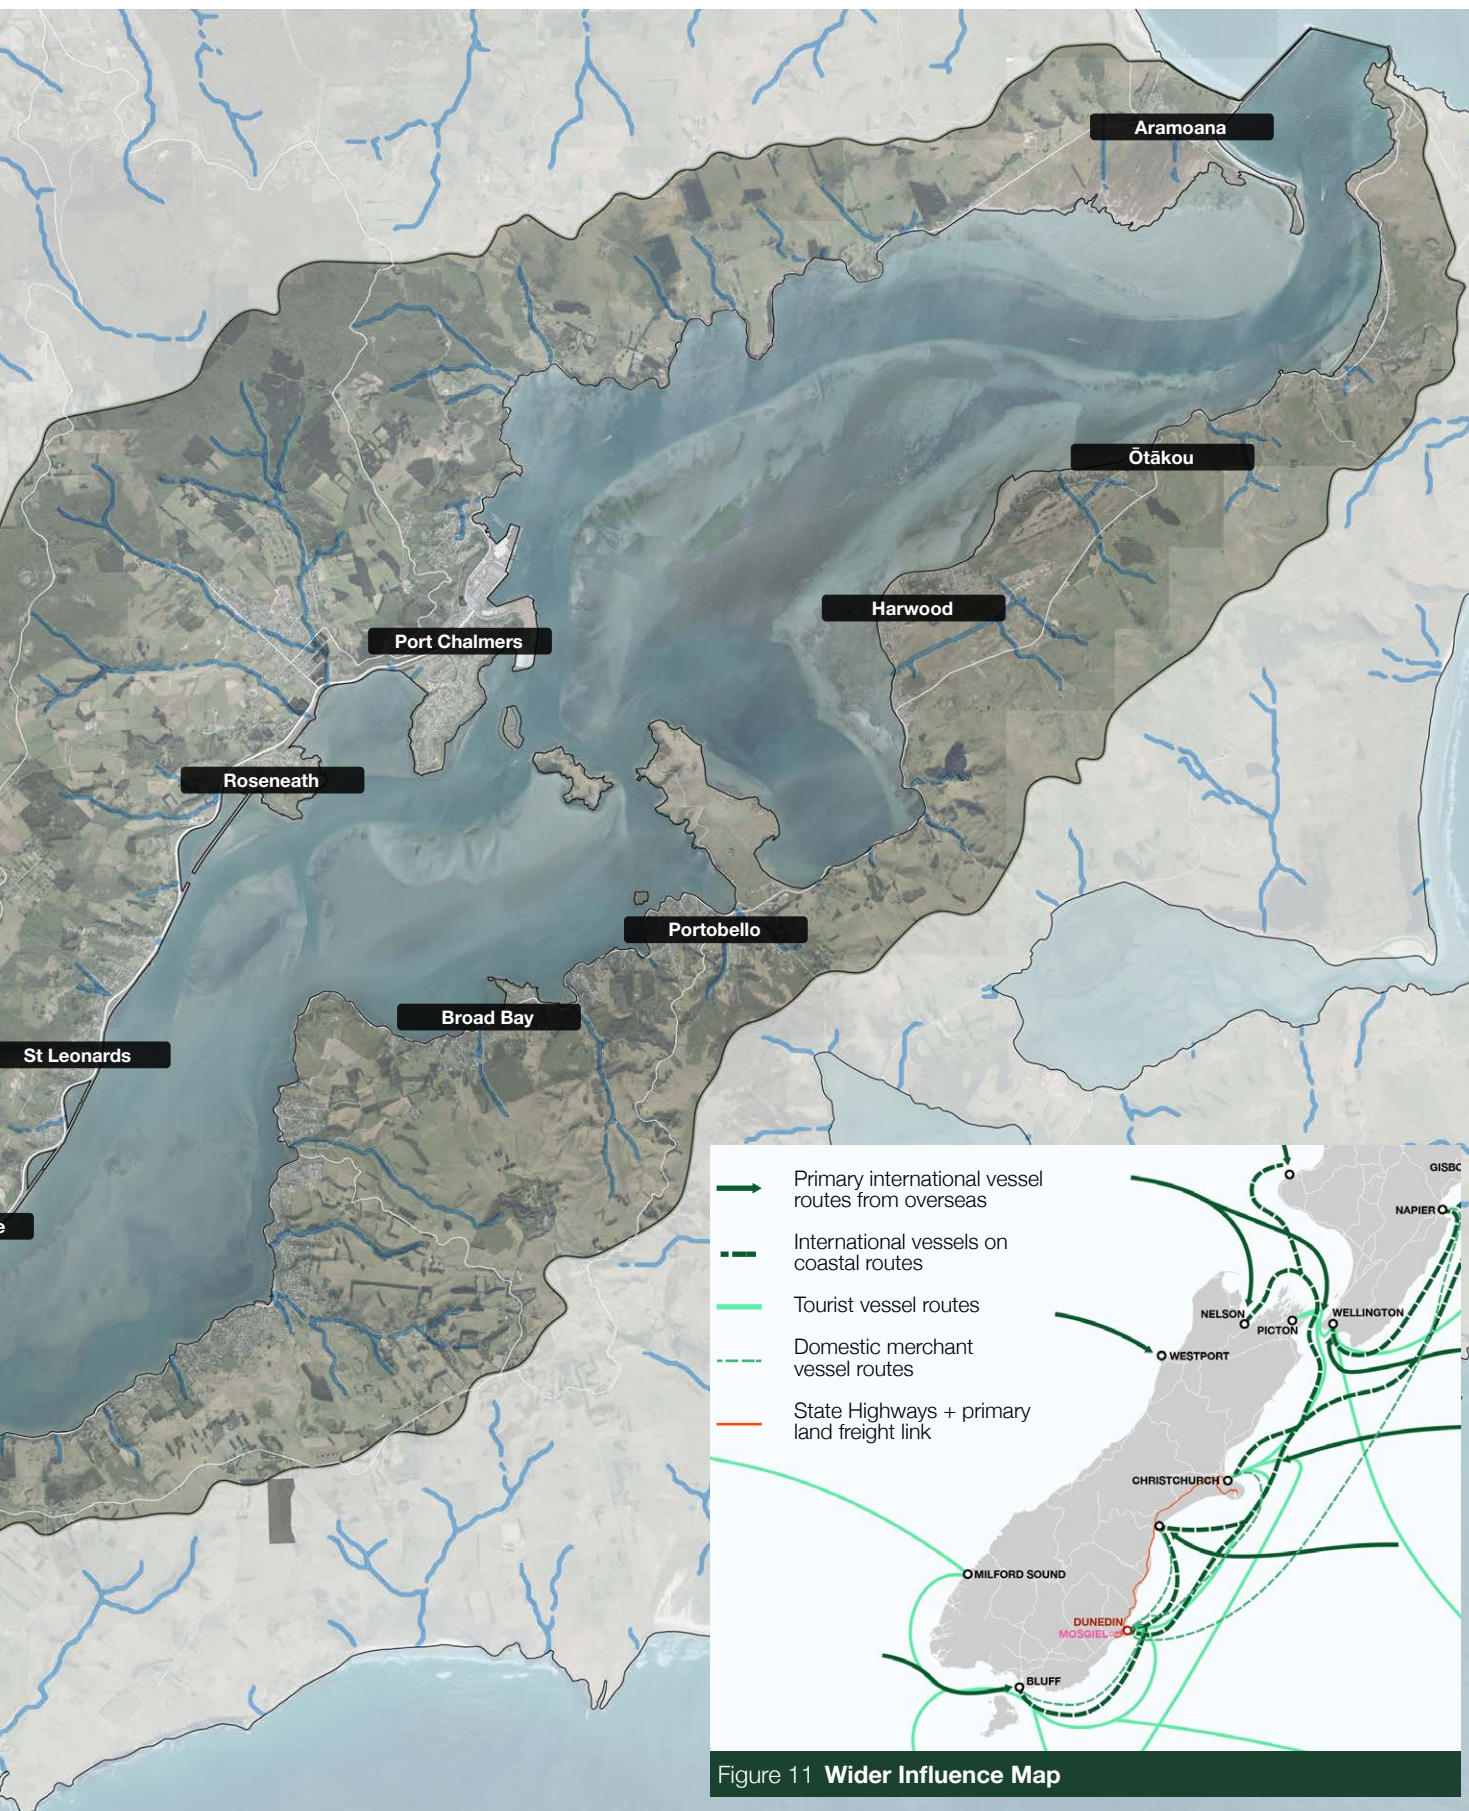 Aramoana
Ōtākou
Harwood
Port Chalmers
Roseneath
Portobello
Broad Bay
St Leonards
e
Primary international vessel
routes from overseas
International vessels on
coastal routes
Tourist vessel routes
Domestic merchant
vessel routes
State Highways + primary
land freight link
GISBO
NAPIER
NELSON
PICTON
WELLINGTON
WESTPORT
CHRISTCHURCH
MILFORD SOUND
DUNEDIN
MOSGIEL
BLUFF
Figure 11 Wider Influence Map